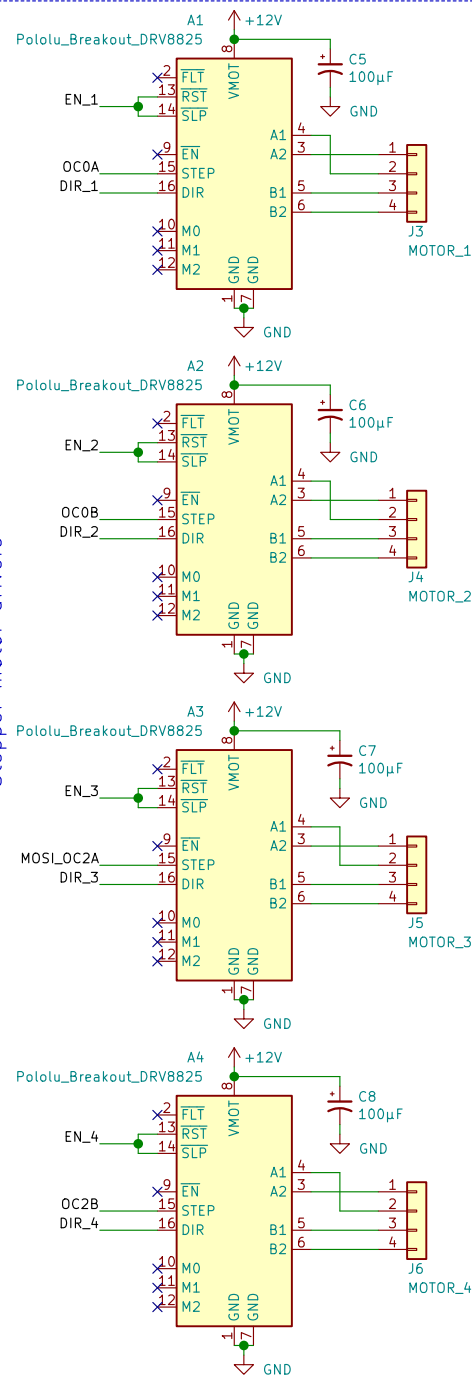 A1
+12V
Pololu_Breakout_DRV8825
8
VMOT
C5
100µF
GND
2 FLT
13 RST
EN_1
14 SLP
A1 4
9 EN
A2 3
1
OC0A
15 STEP
2
DIR_1
16 DIR
B1 5
3
B2 6
4
10 M0
J3
11 M1
MOTOR_1
12 M2
GND GND
1 7
GND
A2
+12V
Pololu_Breakout_DRV8825
8
VMOT
C6
100µF
GND
2 FLT
13 RST
EN_2
14 SLP
A1 4
9 EN
A2 3
1
OC0B
15 STEP
2
DIR_2
16 DIR
B1 5
3
B2 6
4
10 M0
J4
11 M1
MOTOR_2
12 M2
GND GND
1 7
GND
A3
+12V
Pololu_Breakout_DRV8825
8
VMOT
C7
100µF
GND
2 FLT
13 RST
EN_3
14 SLP
A1 4
9 EN
A2 3
1
MOSI_OC2A
15 STEP
2
DIR_3
16 DIR
B1 5
3
B2 6
4
10 M0
J5
11 M1
MOTOR_3
12 M2
GND GND
1 7
GND
A4
+12V
Pololu_Breakout_DRV8825
8
VMOT
C8
100µF
GND
2 FLT
13 RST
EN_4
14 SLP
A1 4
9 EN
A2 3
1
OC2B
15 STEP
2
DIR_4
16 DIR
B1 5
3
B2 6
4
10 M0
J6
11 M1
MOTOR_4
12 M2
GND GND
1 7
GND